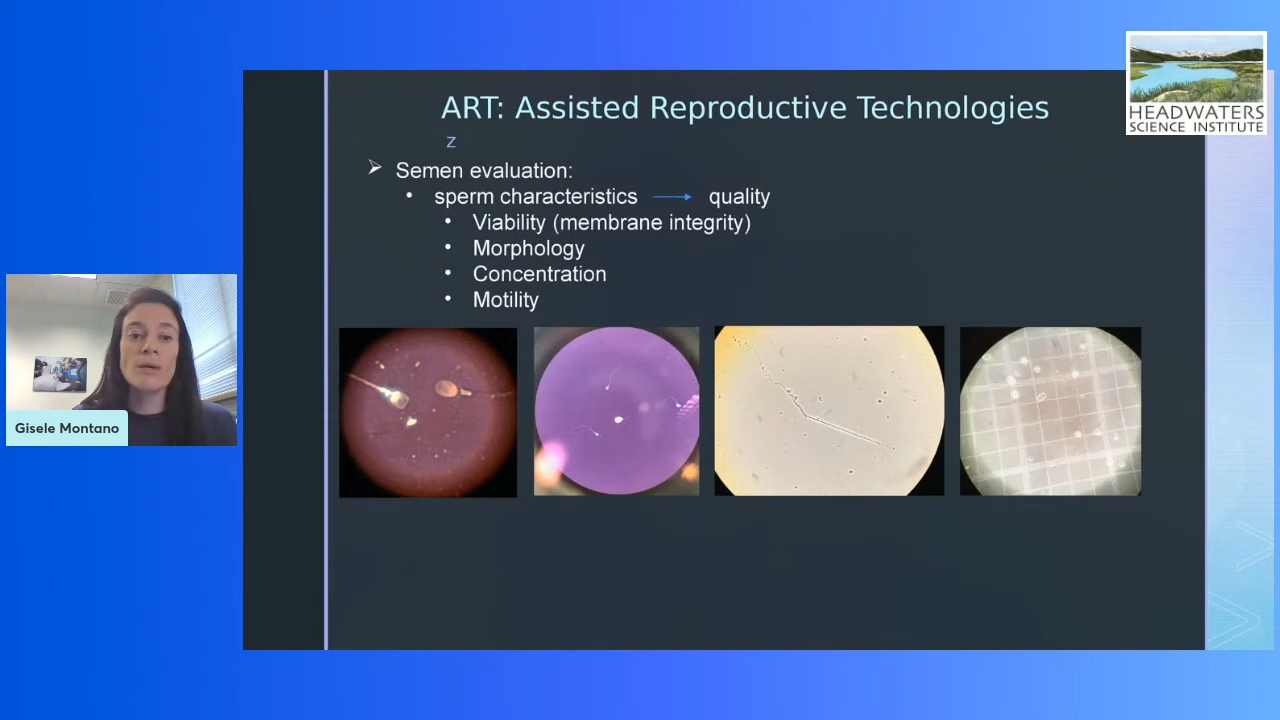 ART: Assisted Reproductive Technologies
z
➢ Semen evaluation:
• sperm characteristics → quality
• Viability (membrane integrity)
• Morphology
• Concentration
• Motility
Gisele Montano
HEADWATERS
SCIENCE INSTITUTE